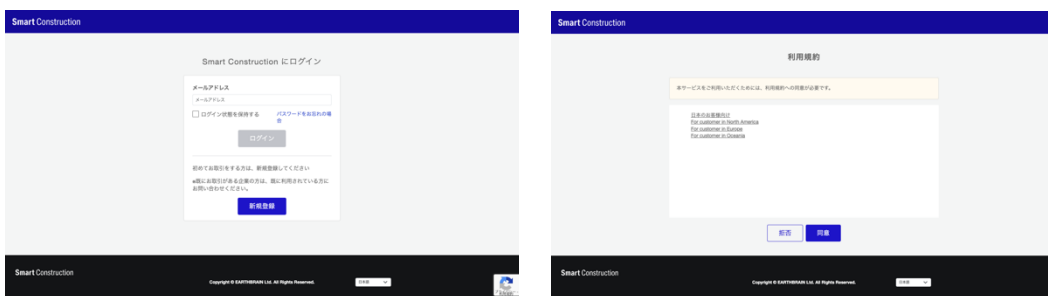 Smart Construction
Smart Construction にログイン
メールアドレス
メールアドレス
ログイン状態を保持する
パスワードをお忘れの場
合
ログイン
初めてお取引をする方は、新規登録してください
※既にお取引がある企業の方は、既に利用されている方に
お問い合わせください。
新規登録
Smart Construction
Copyright © EARTHBRAIN Ltd. All Rights Reserved.
日本語
Smart Construction
利用規約
本サービスをご利用いただくためには、利用規約への同意が必要です。
日本のお客様向け
For customer in North America
For customer in Europe
For customer in Oceania
拒否
同意
Smart Construction
Copyright © EARTHBRAIN Ltd. All Rights Reserved.
日本語